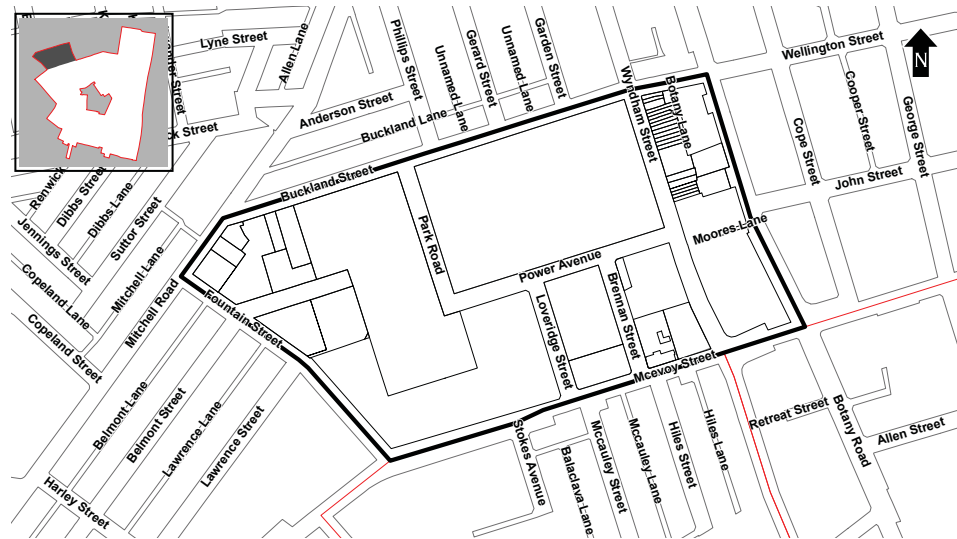 Lyne Street
Allen Lane
Phillips Street
Unnamed Lane
Gerard Street
Unnamed Lane
Garden Street
Wellington Street
N
Anderson Street
Buckland Lane
Wyndham Street
Botany Lane
Cooper Street
George Street
Cope Street
Street
Renwick
Dibbs Street
Dibbs Lane
Suttor Street
Buckland Street
John Street
Jennings Street
Mitchell Lane
Park Road
Moores Lane
Copeland Lane
Mitchell Road
Power Avenue
Copeland Street
Fountain Street
Loveridge Street
Brennan Street
Mcevoy Street
Belmont Lane
Belmont Street
Lawrence Lane
Lawrence Street
Stokes Avenue
Balaclava Lane
Mccauley Street
Mccauley Lane
Hiles Street
Hiles Lane
Retreat Street
Botany Road
Allen Street
Harley Street